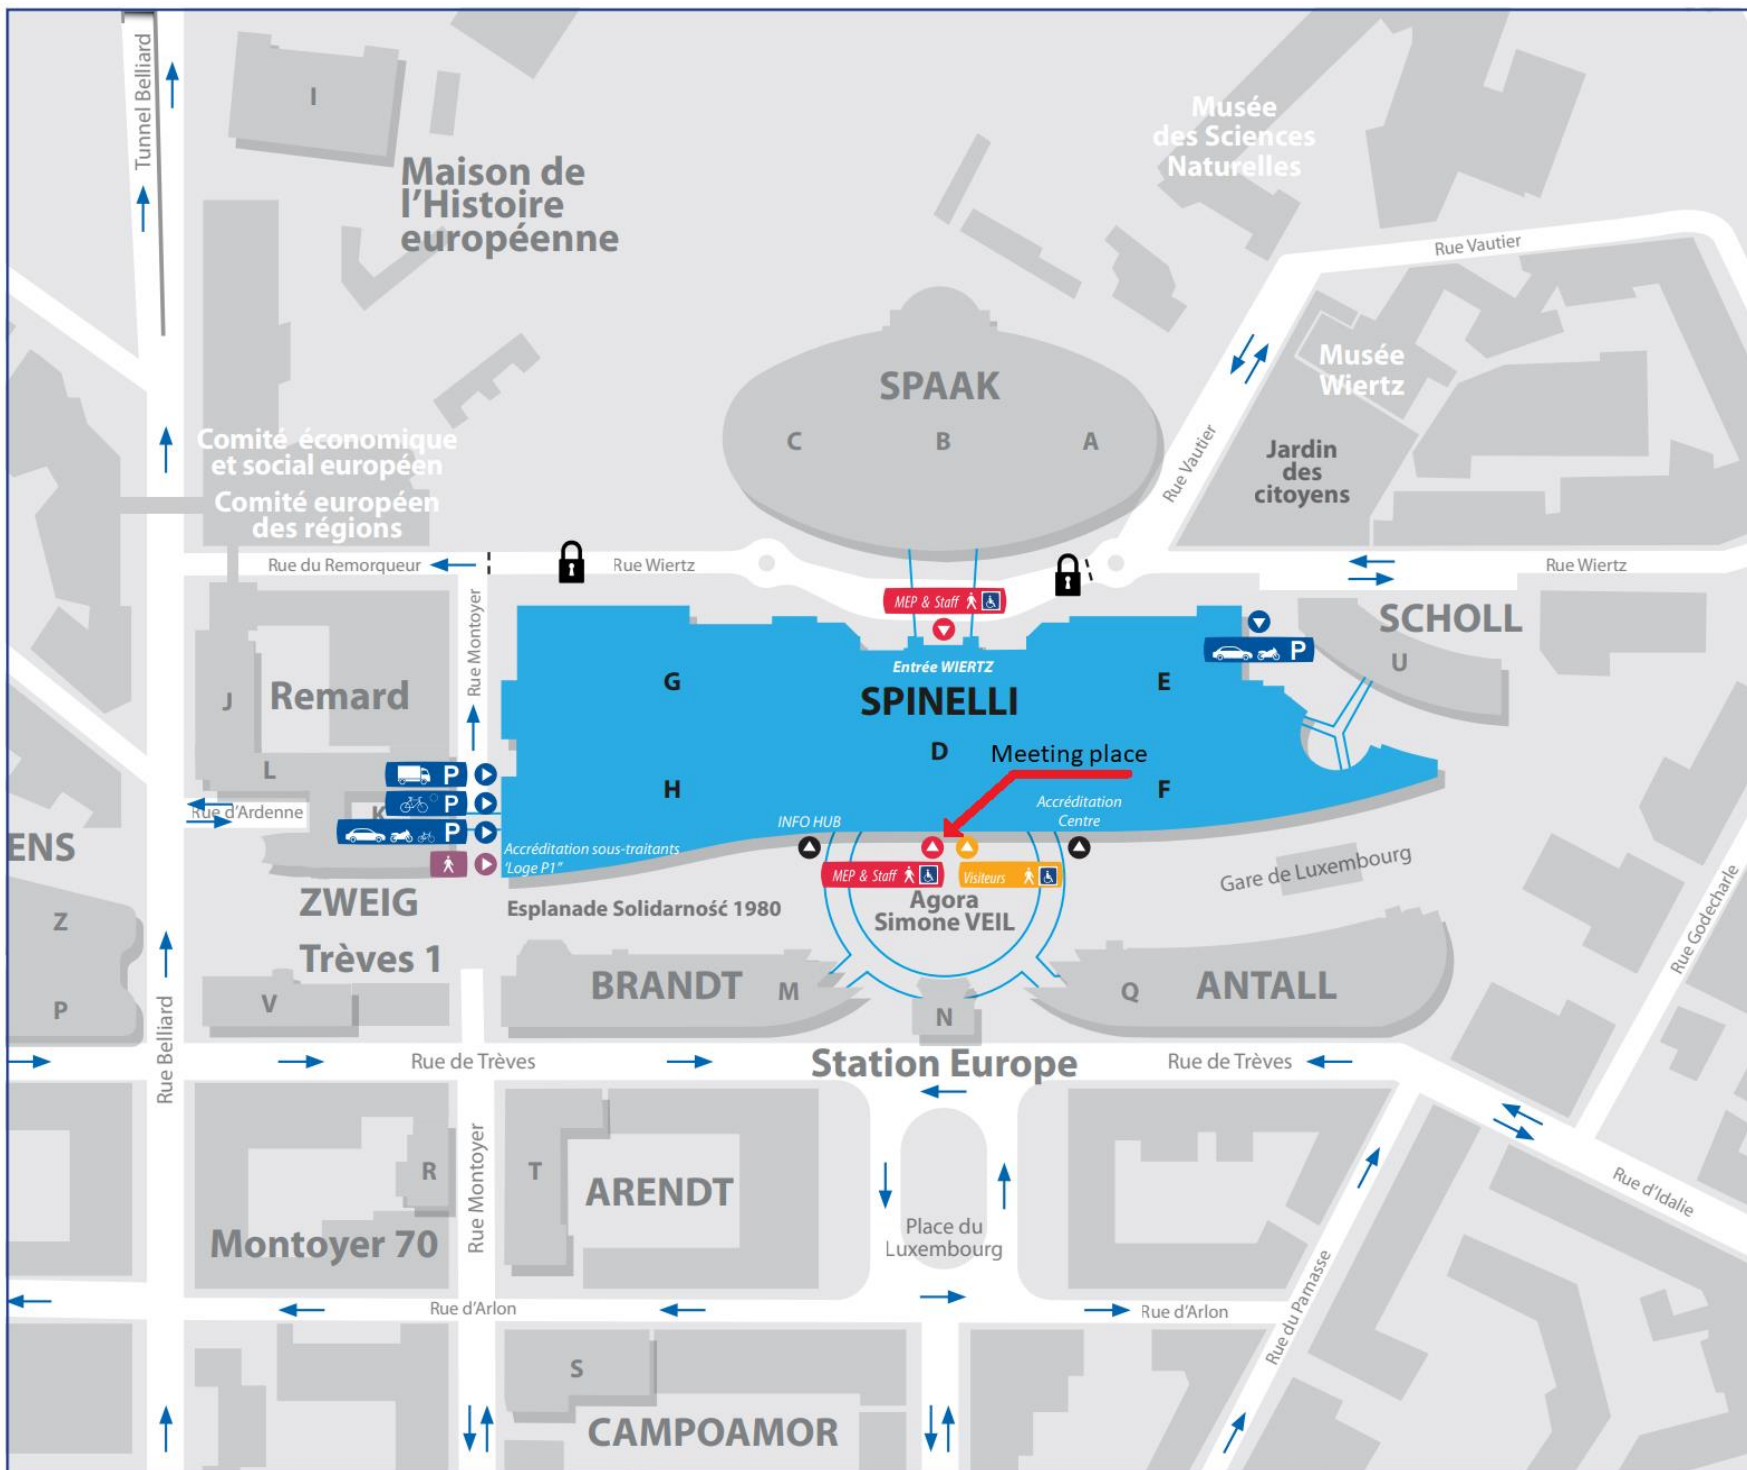 Tunnel Belliard
I
Maison de
l'Histoire
européenne
Musée
des Sciences
Naturelles
Rue Vautier
Musée
Wiertz
SPAAK
C
B
A
Rue Vautier
Jardin
des
citoyens
Comité économique
et social européen
Comité européen
des régions
Rue du Remorqueur
Rue Wiertz
Rue Wiertz
MEP & Staff
SCHOLL
U
P
Entrée WIERTZ
SPINELLI
G
E
D
H
F
Meeting place
J
Remard
Rue Montoyer
L
P
P
K
P
Rue d'Ardenne
Accréditation sous-traitants
'Loge P1"
INFO HUB
Accréditation
Centre
MEP & Staff
Visiteurs
Agora
Simone VEIL
Gare de Luxembourg
ENS
Z
P
ZWEIG
Trèves 1
V
Esplanade Solidarność 1980
BRANDT
M
N
Q
ANTALL
Rue Godecharle
Rue Belliard
Rue de Trèves
Station Europe
Rue de Trèves
R
Montoyer 70
Rue Montoyer
T
ARENDT
Place du
Luxembourg
Rue d'Idalie
Rue du Parnasse
Rue d'Arlon
Rue d'Arlon
S
CAMPOAMOR